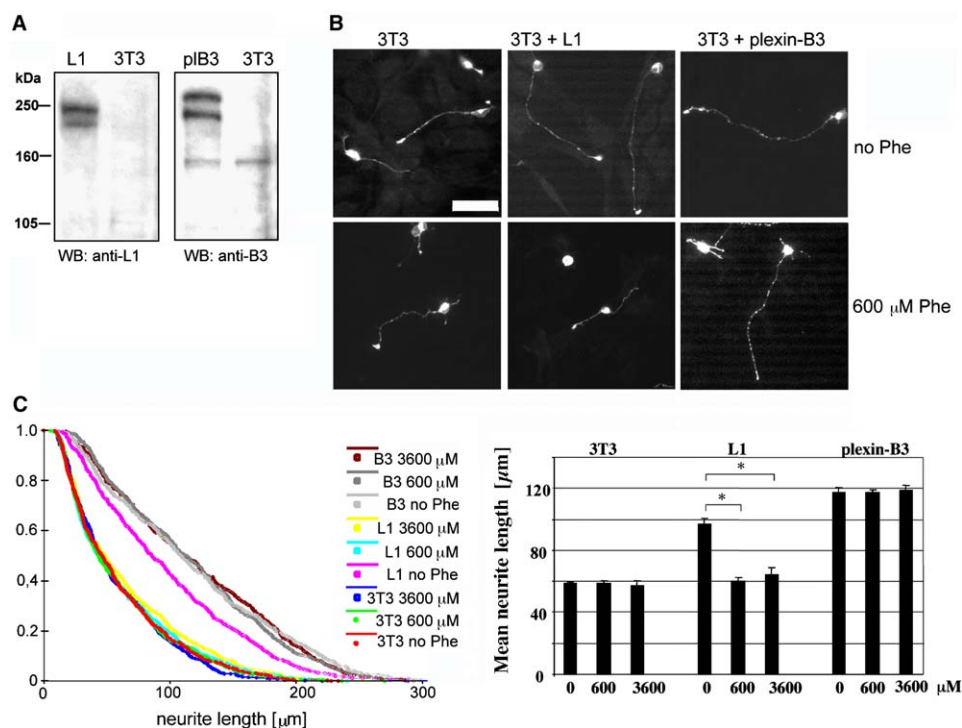 A
L1 3T3
plB3 3T3
kDa
250
160
105
WB: anti-L1
WB: anti-B3
B
3T3
3T3 + L1
3T3 + plexin-B3
no Phe
600 µM Phe
C
1.0
0.8
0.6
0.4
0.2
0
0 100 200 300
neurite length [µm]
B3 3600 µM
B3 600 µM
B3 no Phe
L1 3600 µM
L1 600 µM
L1 no Phe
3T3 3600 µM
3T3 600 µM
3T3 no Phe
3T3 L1 plexin-B3
Mean neurite length [µm]
120
80
40
0
* *
0 600 3600 0 600 3600 0 600 3600 µM